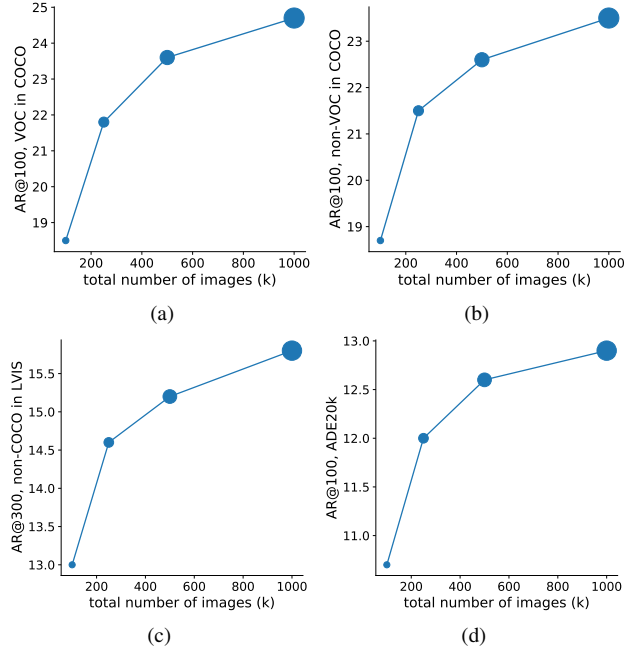 25
24
23
22
21
20
19
AR@100, VOC in COCO
200 400 600 800 1000
total number of images (k)
(a)
23
22
21
20
19
AR@100, non-VOC in COCO
200 400 600 800 1000
total number of images (k)
(b)
15.5
15.0
14.5
14.0
13.5
13.0
AR@300, non-COCO in LVIS
200 400 600 800 1000
total number of images (k)
(c)
13.0
12.5
12.0
11.5
11.0
AR@100, ADE20k
200 400 600 800 1000
total number of images (k)
(d)